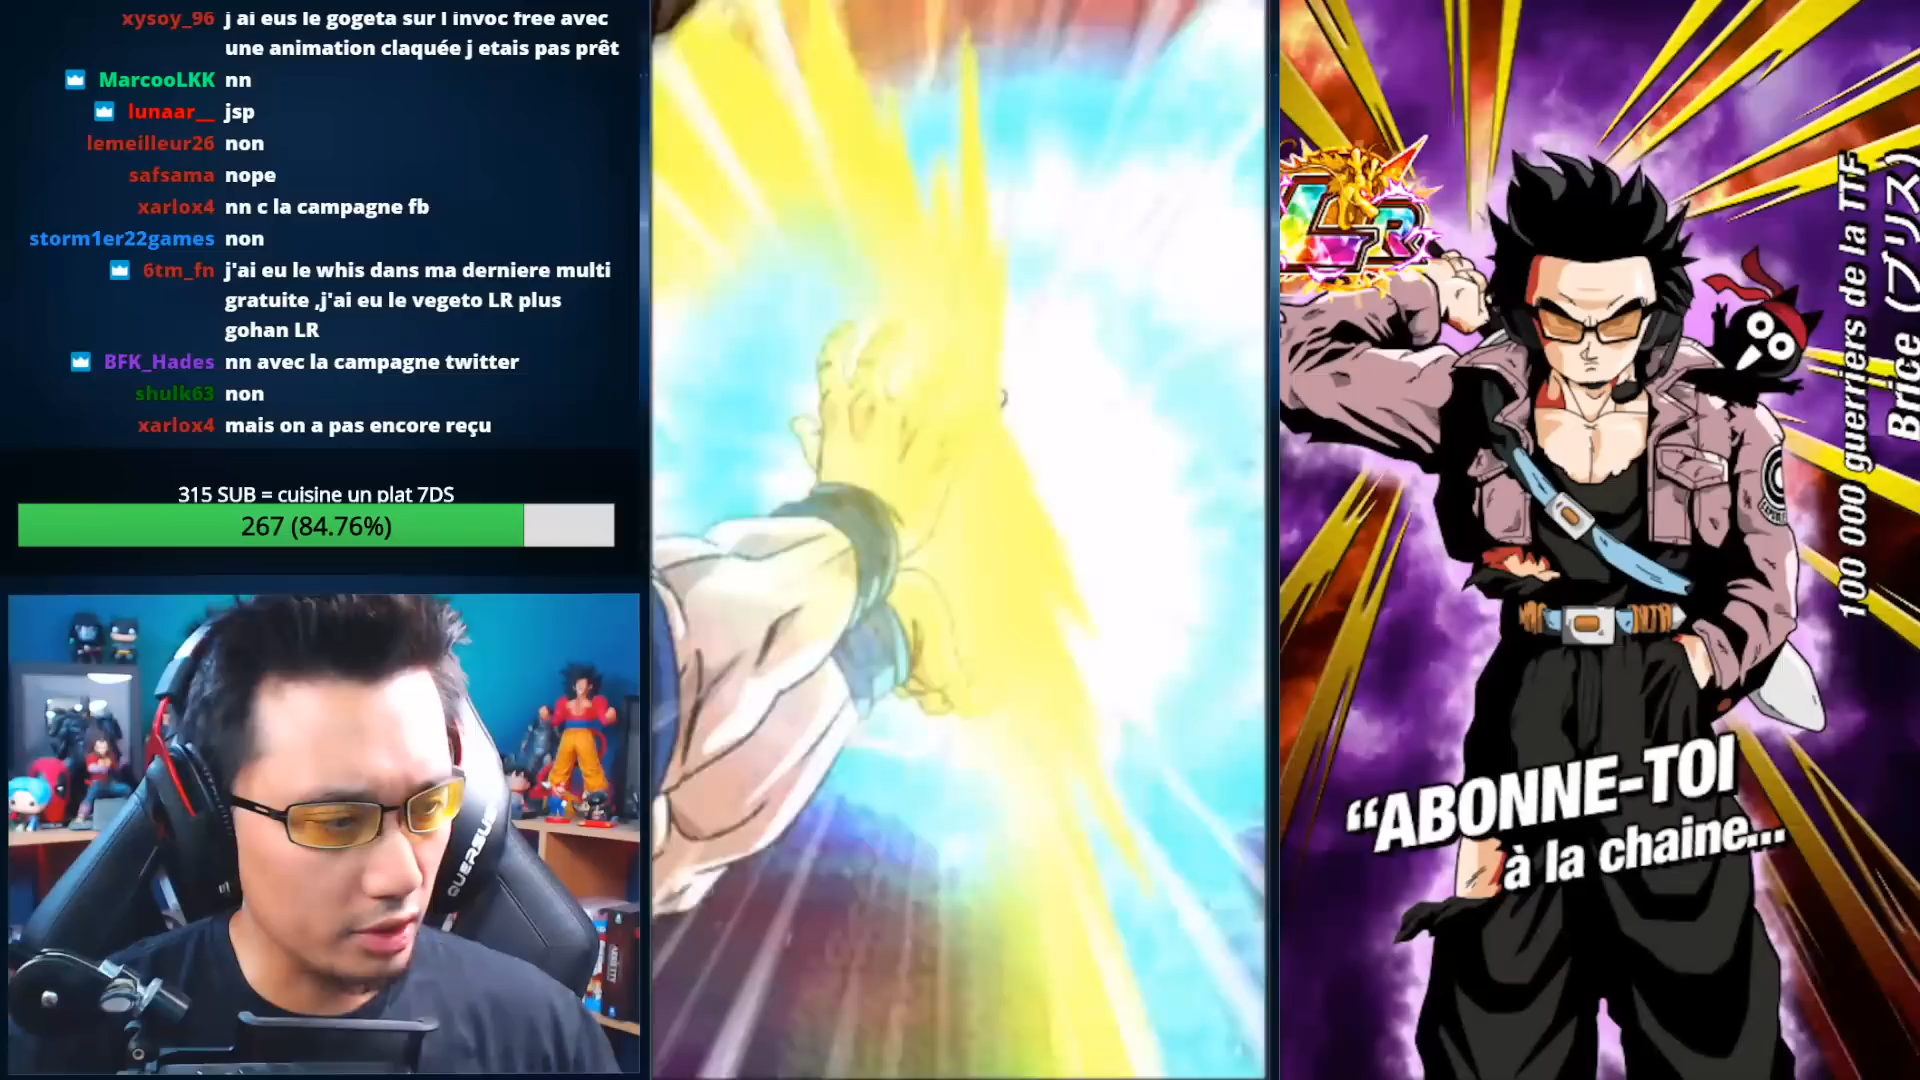 xysoy_96 j ai eus le gogeta sur l invoc free avec
une animation claquée j etais pas prêt
MarcooLKK nn
lunaar__ jsp
lemeilleur26 non
safsama nope
xarlox4 nn c la campagne fb
storm1er22games non
6tm_fn j'ai eu le whis dans ma derniere multi
gratuite ,j'ai eu le vegeto LR plus
gohan LR
BFK_Hades nn avec la campagne twitter
shulk63 non
xarlox4 mais on a pas encore reçu
315 SUB = cuisine un plat 7DS
267 (84.76%)
QUERSUS
LR
100 000 guerriers de la TTF
Brice (ブリス)
“ABONNE-TOI
à la chaine...